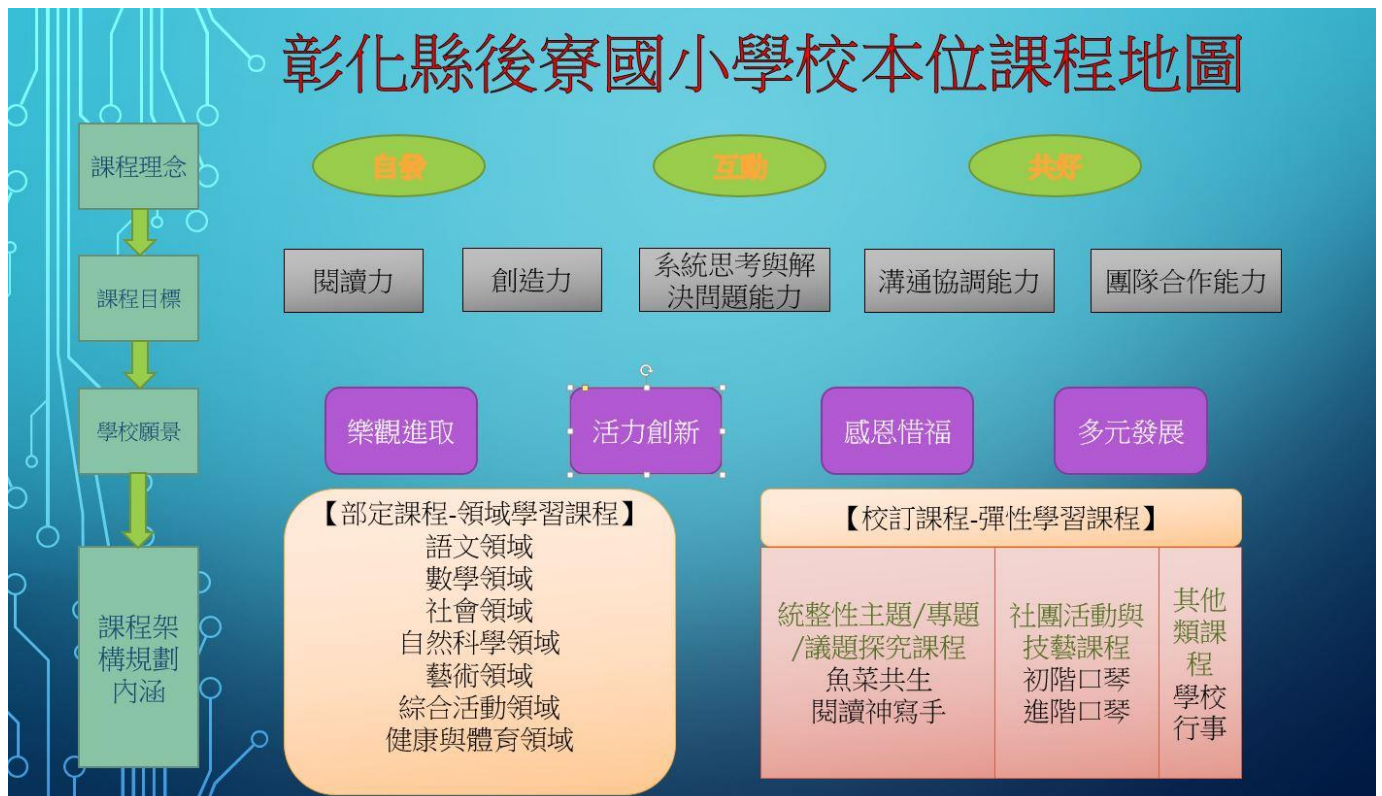 彰化縣後寮國小學校本位課程地圖
課程理念
自發
互動
共好
課程目標
閱讀力
創造力
系統思考與解
決問題能力
溝通協調能力
團隊合作能力
學校願景
樂觀進取
活力創新
感恩惜福
多元發展
課程架
構規劃
內涵
【部定課程-領域學習課程】
語文領域
數學領域
社會領域
自然科學領域
藝術領域
綜合活動領域
健康與體育領域
【校訂課程-彈性學習課程】
統整性主題/專題
/議題探究課程
魚菜共生
閱讀神寫手
社團活動與
技藝課程
初階口琴
進階口琴
其他
類課
程
學校
行事